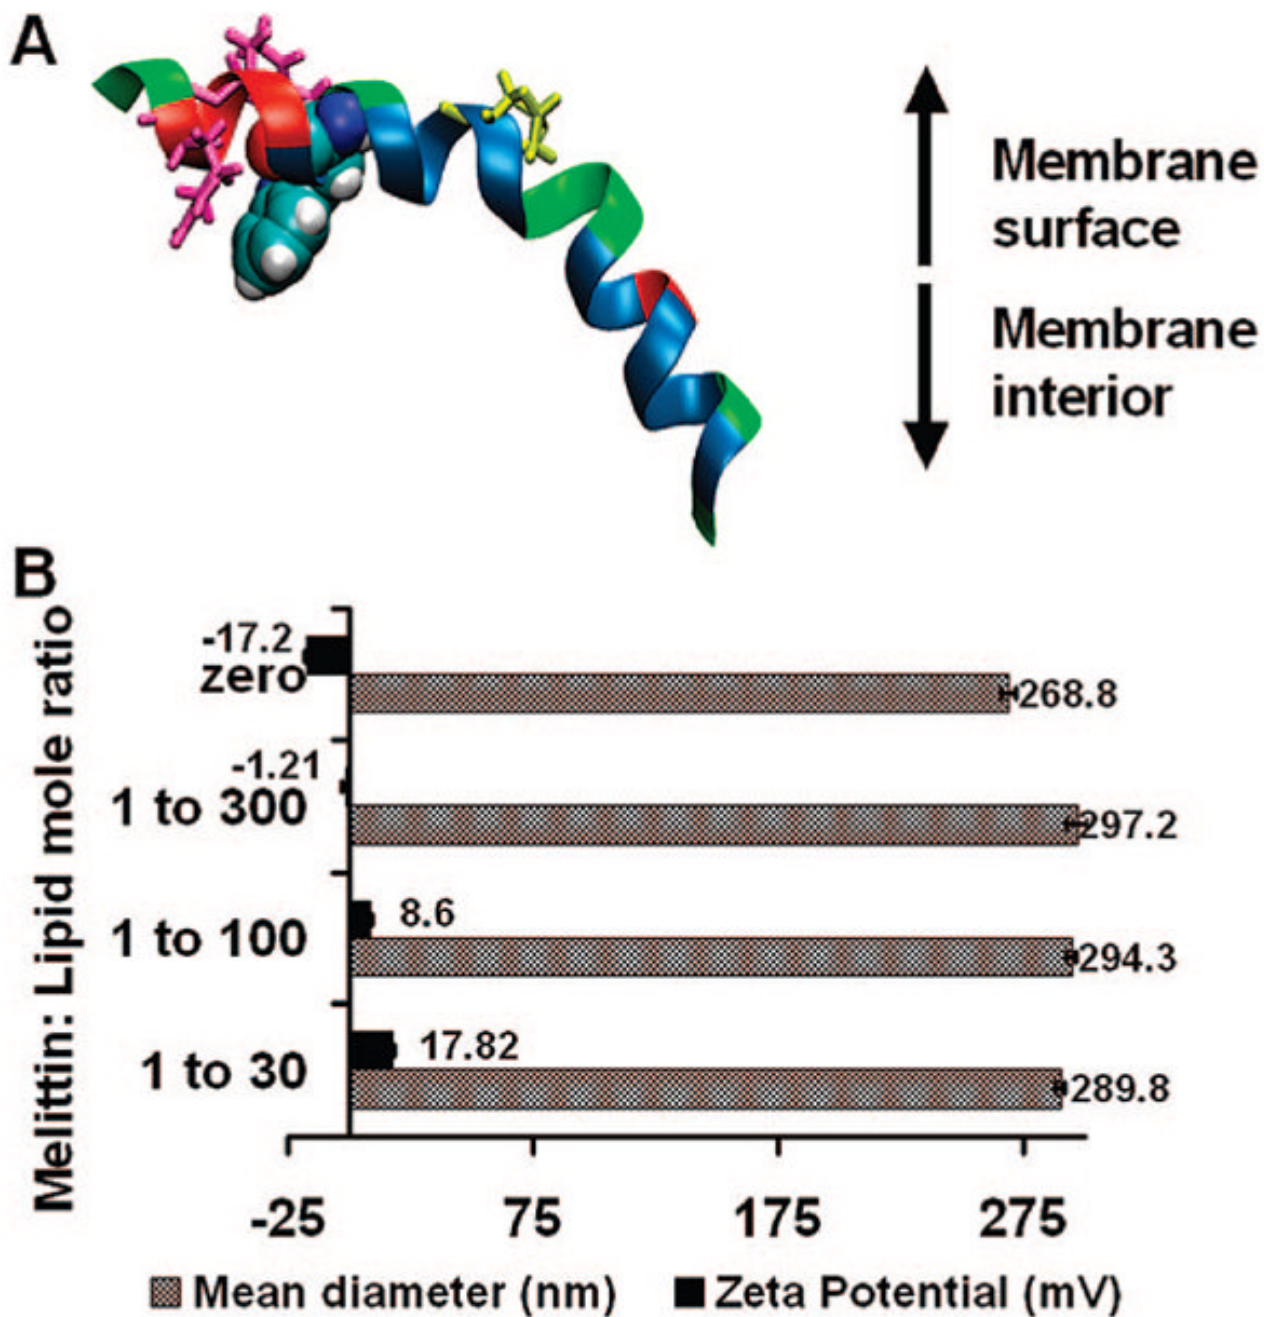 A
Membrane
surface
Membrane
interior
B
Melittin: Lipid mole ratio
-17.2
zero
268.8
-1.21
1 to 300
297.2
8.6
1 to 100
294.3
17.82
1 to 30
289.8
-25 75 175 275
Mean diameter (nm) Zeta Potential (mV)